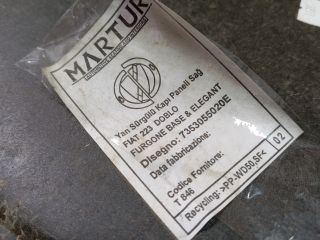 MARTUR
Yan Sürgülü Kapı Paneli Sağ
FIAT 223 DOBLO
FURGONE BASE & ELEGANT
Disegno: 7353055020E
Data fabbricazione:
Codice Fornitore:
T 846
Recycling: >PP-WD50,SF<
02